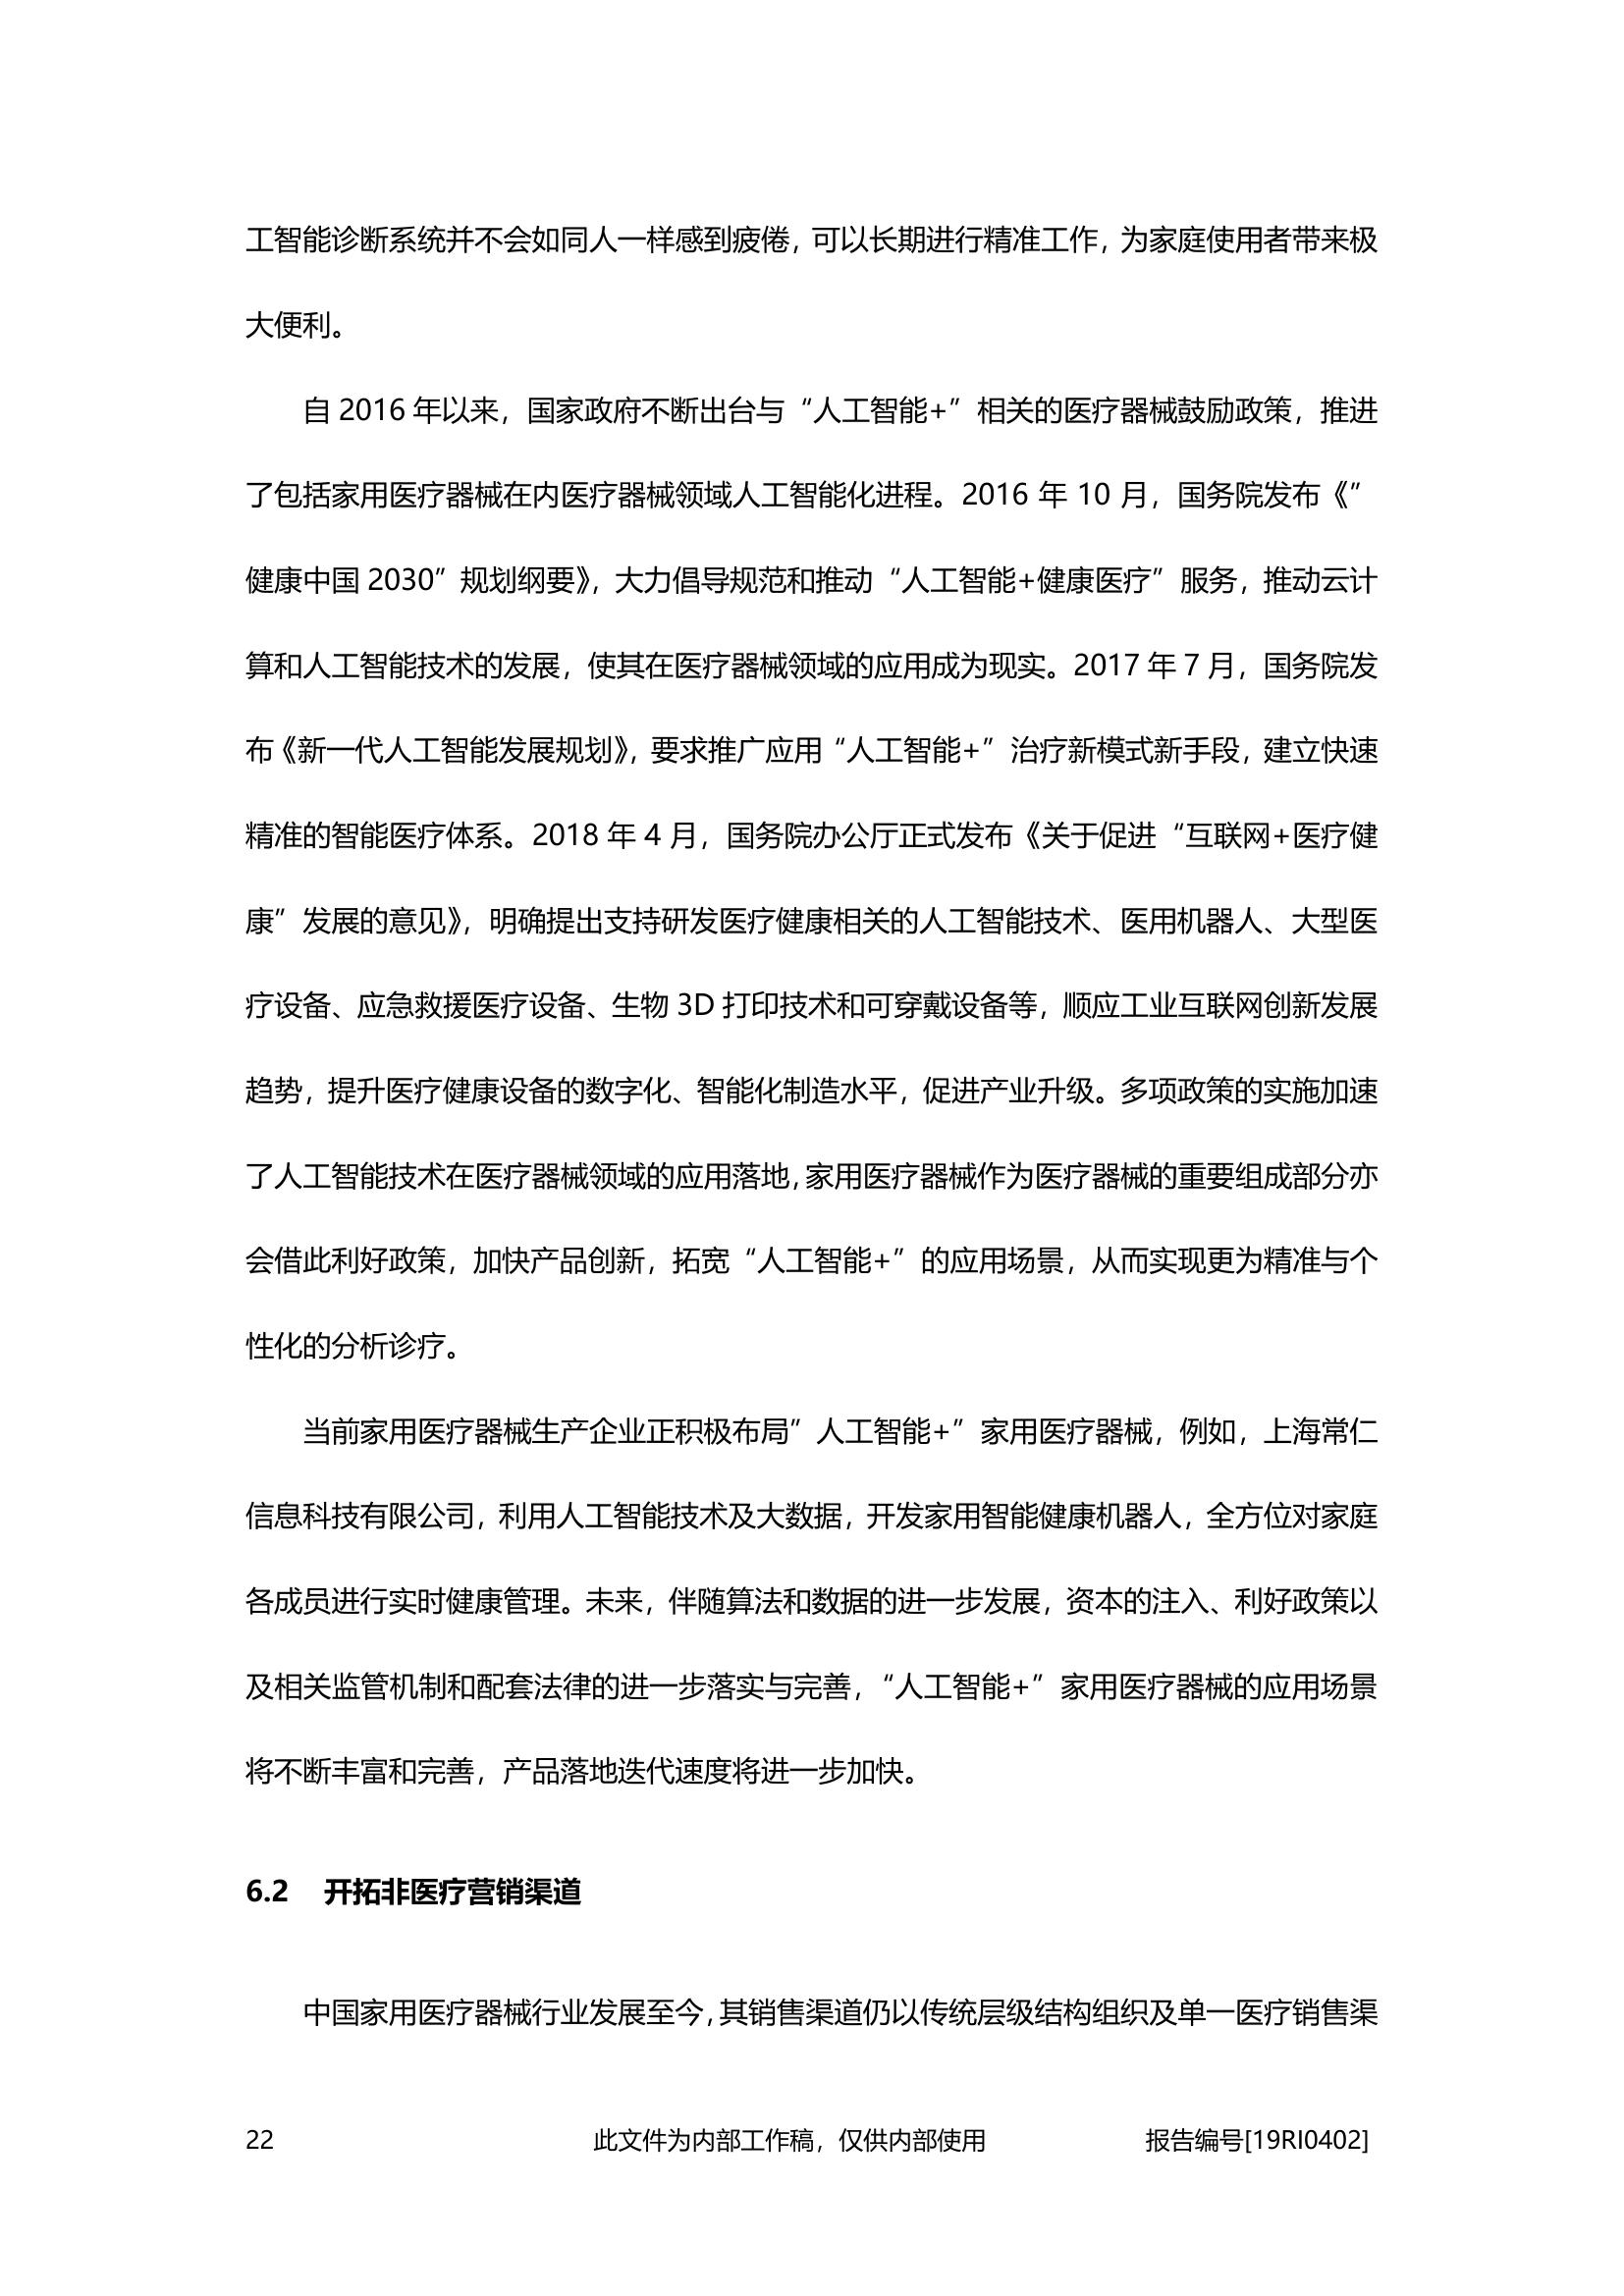 工智能诊断系统并不会如同人一样感到疲倦，可以长期进行精准工作，为家庭使用者带来极
大便利。
自 2016 年以来，国家政府不断出台与“人工智能+”相关的医疗器械鼓励政策，推进
了包括家用医疗器械在内医疗器械领域人工智能化进程。2016 年 10 月，国务院发布《”
健康中国 2030”规划纲要》，大力倡导规范和推动“人工智能+健康医疗”服务，推动云计
算和人工智能技术的发展，使其在医疗器械领域的应用成为现实。2017 年 7 月，国务院发
布《新一代人工智能发展规划》，要求推广应用“人工智能+”治疗新模式新手段，建立快速
精准的智能医疗体系。2018 年 4 月，国务院办公厅正式发布《关于促进“互联网+医疗健
康”发展的意见》，明确提出支持研发医疗健康相关的人工智能技术、医用机器人、大型医
疗设备、应急救援医疗设备、生物 3D 打印技术和可穿戴设备等，顺应工业互联网创新发展
趋势，提升医疗健康设备的数字化、智能化制造水平，促进产业升级。多项政策的实施加速
了人工智能技术在医疗器械领域的应用落地，家用医疗器械作为医疗器械的重要组成部分亦
会借此利好政策，加快产品创新，拓宽“人工智能+”的应用场景，从而实现更为精准与个
性化的分析诊疗。
当前家用医疗器械生产企业正积极布局”人工智能+”家用医疗器械，例如，上海常仁
信息科技有限公司，利用人工智能技术及大数据，开发家用智能健康机器人，全方位对家庭
各成员进行实时健康管理。未来，伴随算法和数据的进一步发展，资本的注入、利好政策以
及相关监管机制和配套法律的进一步落实与完善，“人工智能+”家用医疗器械的应用场景
将不断丰富和完善，产品落地迭代速度将进一步加快。
6.2 开拓非医疗营销渠道
中国家用医疗器械行业发展至今，其销售渠道仍以传统层级结构组织及单一医疗销售渠
22 此文件为内部工作稿，仅供内部使用 报告编号[19RI0402]